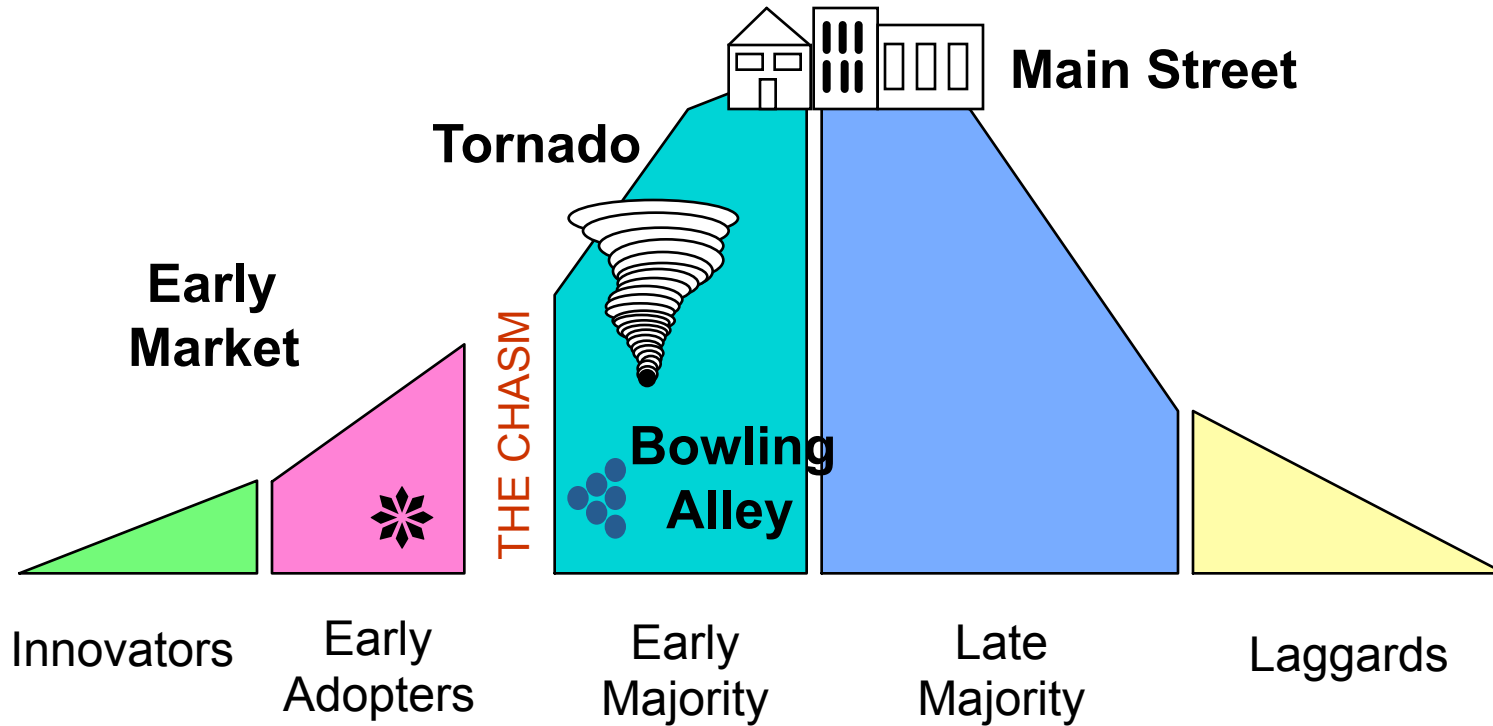 Main Street
Tornado
Early
Market
THE CHASM
Bowling
Alley
Innovators
Early
Adopters
Early
Majority
Late
Majority
Laggards